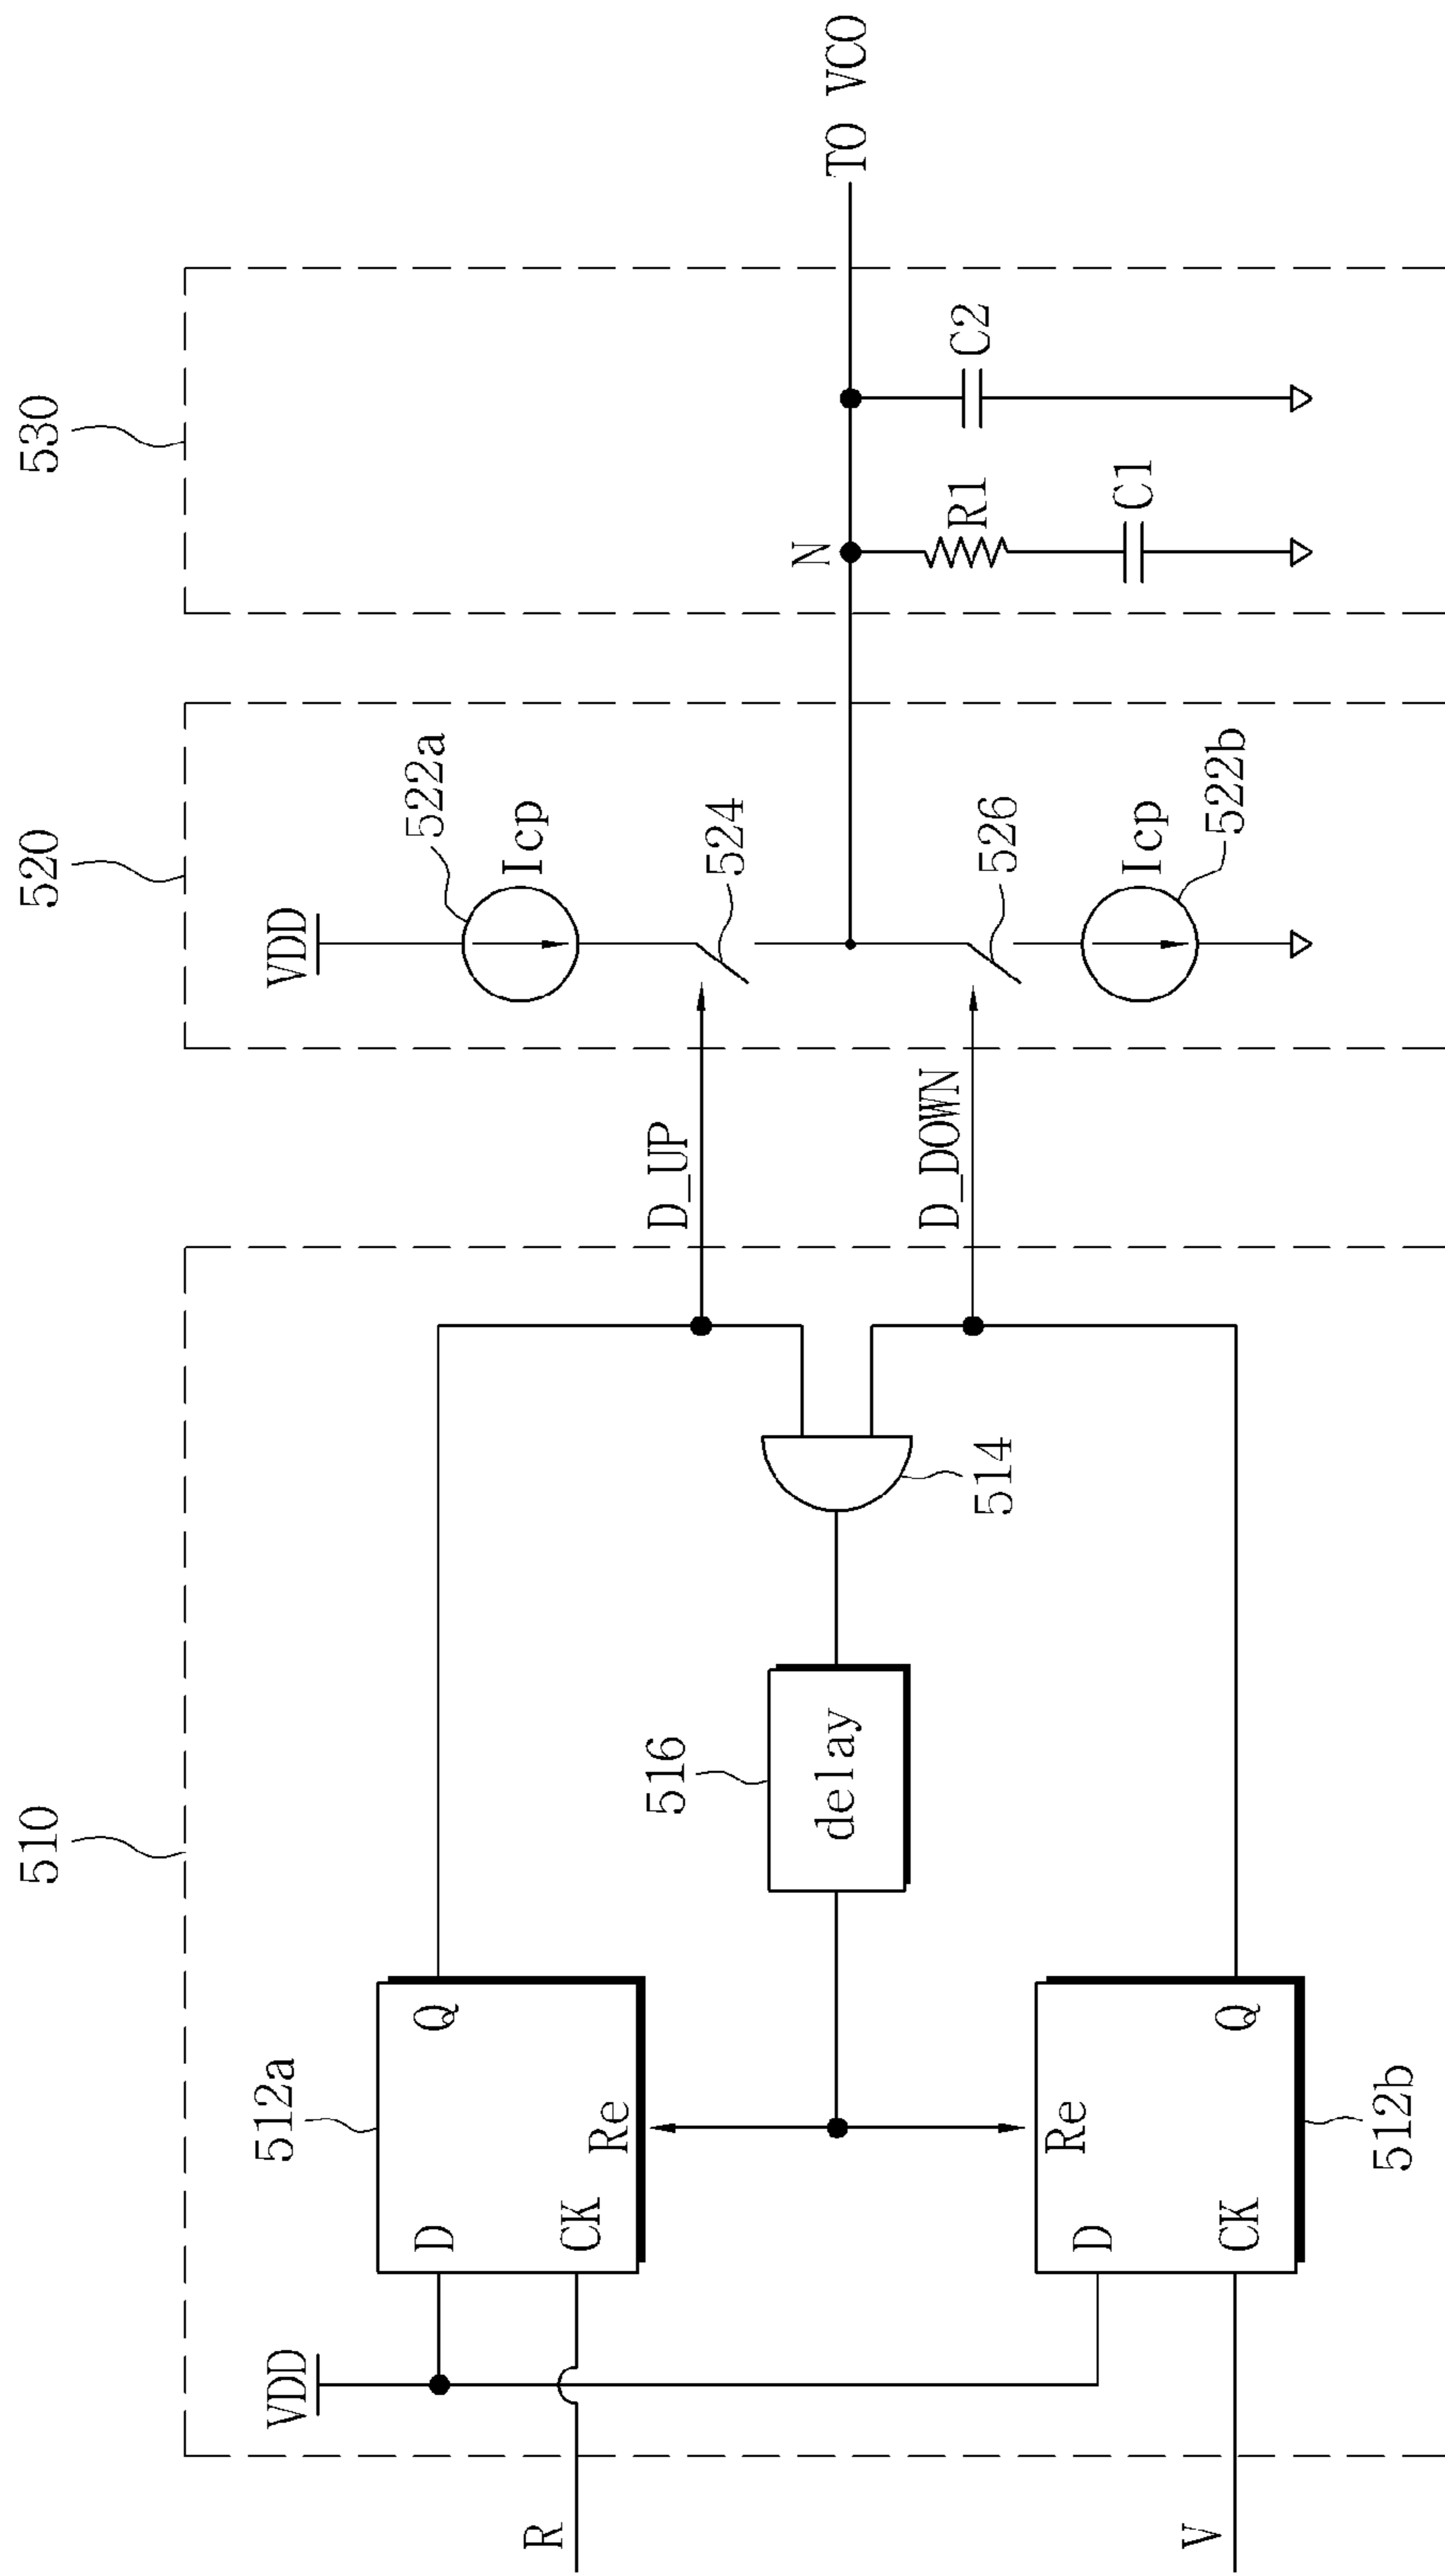 510
520
530
VDD
512a
D
Q
CK
Re
R
516
delay
514
D_UP
D_DOWN
Re
D
Q
CK
V
512b
VDD
522a
Icp
524
526
Icp
522b
N
R1
C1
C2
TO VCO